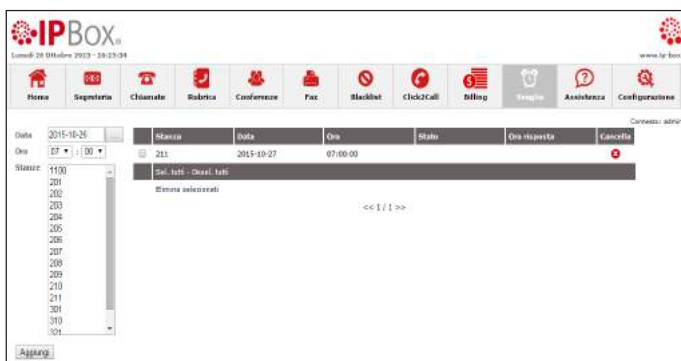 IPBOX®
Lunedì 26 Ottobre 2015 - 16:15:34
www.ip-box
Home Segreteria Chiamate Rubrica Conferenze Fax Blacklist Click2Call Billing Sveglia Assistenza Configurazione
Connesso: admin
Data 2015-10-26 ...
Ora 07 : 00
Stanze 1100
201
202
203
204
205
206
207
208
209
210
211
301
310
321
Aggiungi
Stanza Data Ora Stato Ora risposta Cancella
211 2015-10-27 07:00:00
Sel. tutti - Desel. tutti
Elimina selezionati
<< 1 / 1 >>